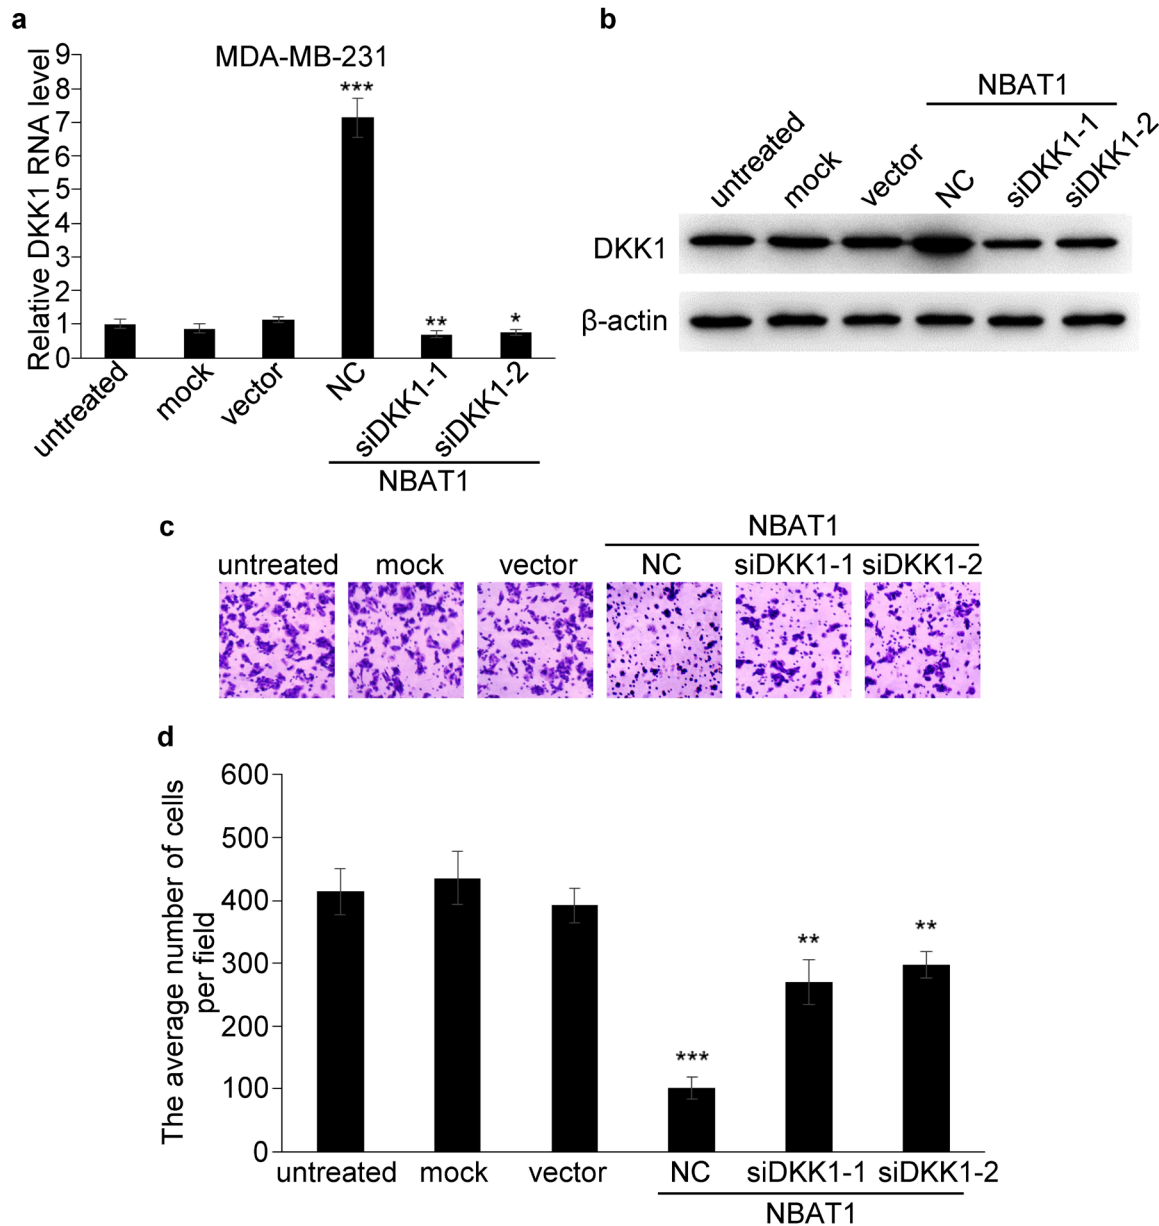 a
MDA-MB-231
Relative DKK1 RNA level
9
8
7
6
5
4
3
2
1
0
***
**
*
untreated
mock
vector
NC
siDKK1-1
siDKK1-2
NBAT1
b
NBAT1
untreated
mock
vector
NC
siDKK1-1
siDKK1-2
DKK1
β-actin
c
NBAT1
untreated mock vector NC siDKK1-1 siDKK1-2
d
The average number of cells
per field
600
500
400
300
200
100
0
***
**
**
untreated mock vector NC siDKK1-1 siDKK1-2
NBAT1